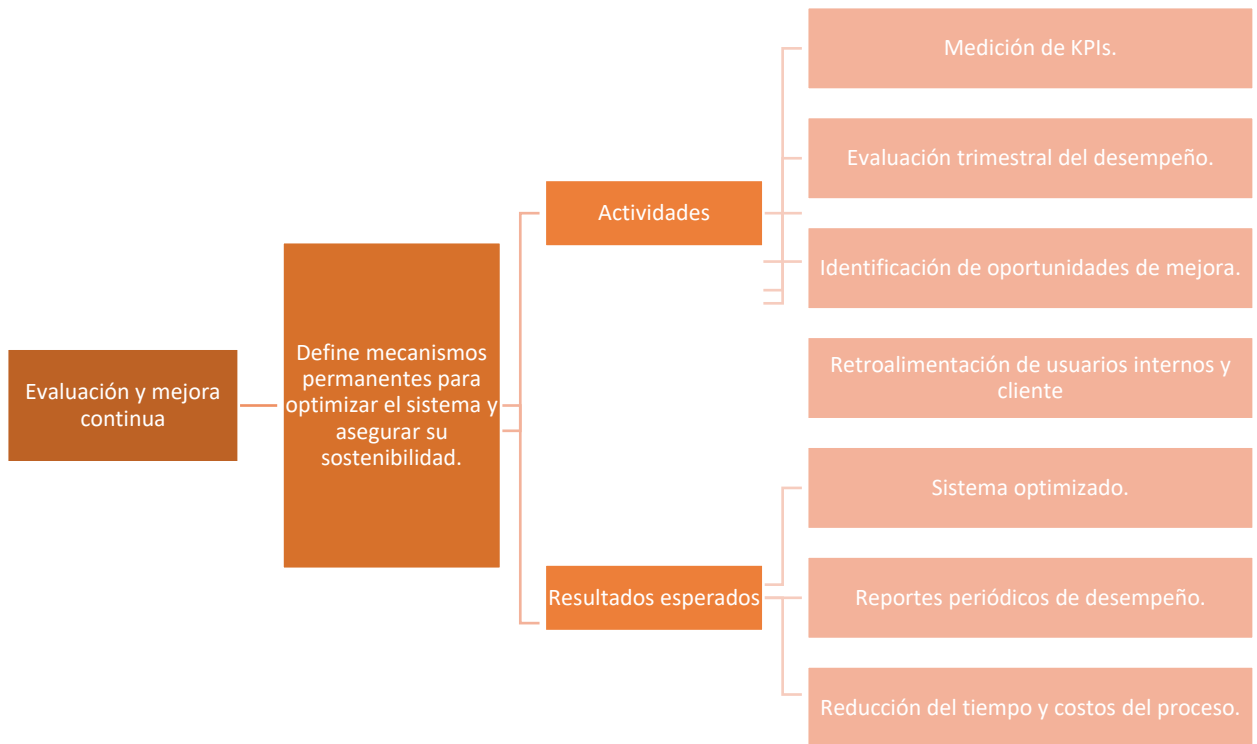 Evaluación y mejora
continua
Define mecanismos
permanentes para
optimizar el sistema y
asegurar su
sostenibilidad.
Actividades
Medición de KPIs.
Evaluación trimestral del desempeño.
Identificación de oportunidades de mejora.
Retroalimentación de usuarios internos y
cliente
Resultados esperados
Sistema optimizado.
Reportes periódicos de desempeño.
Reducción del tiempo y costos del proceso.